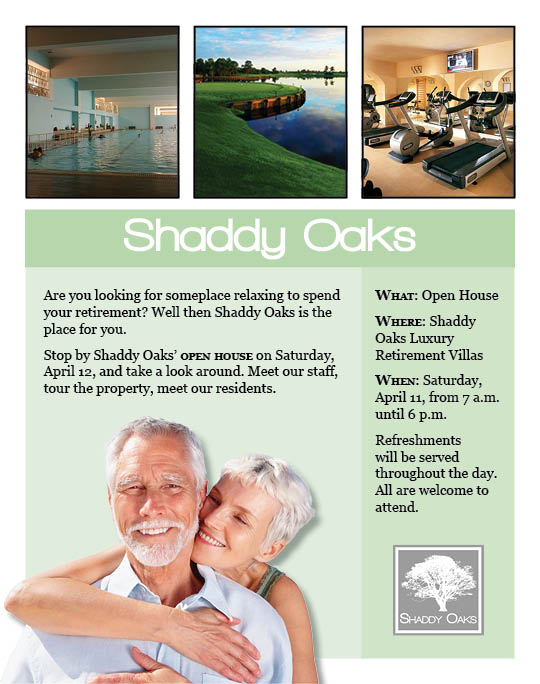 Shaddy Oaks
Are you looking for someplace relaxing to spend
your retirement? Well then Shaddy Oaks is the
place for you.
Stop by Shaddy Oaks' OPEN HOUSE on Saturday,
April 12, and take a look around. Meet our staff,
tour the property, meet our residents.
WHAT: Open House
WHERE: Shaddy
Oaks Luxury
Retirement Villas
WHEN: Saturday,
April 11, from 7 a.m.
until 6 p.m.
Refreshments
will be served
throughout the day.
All are welcome to
attend.
SHADDY OAKS